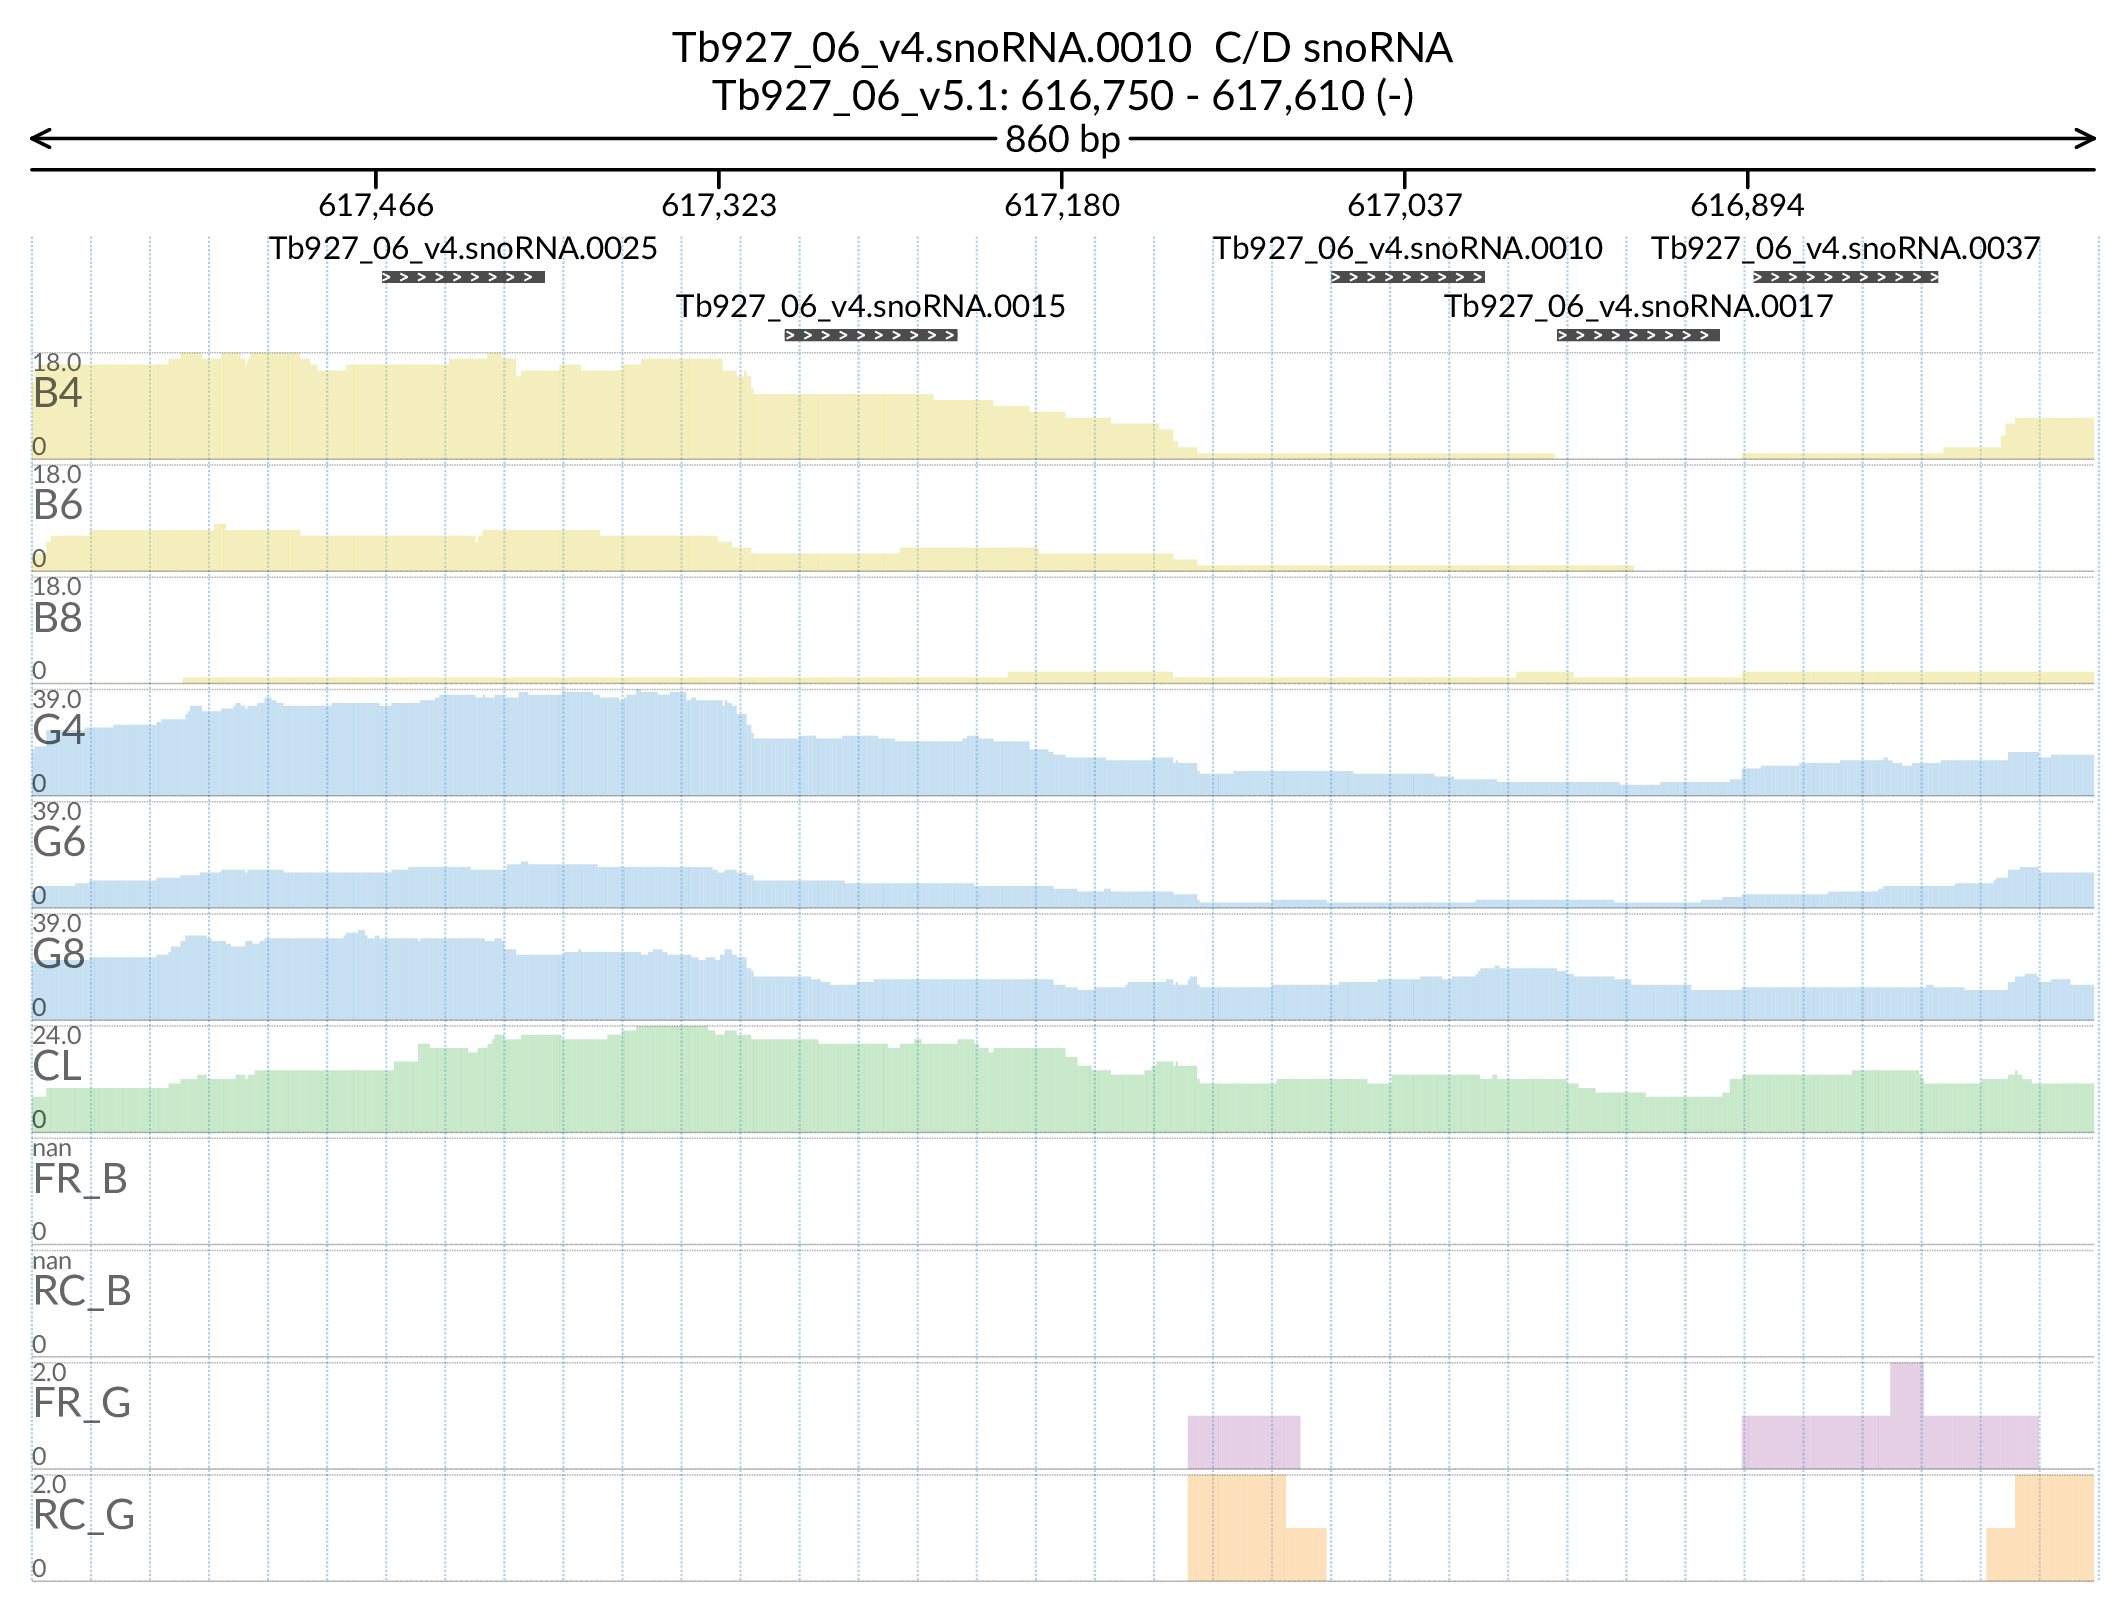 Tb927_06_v4.snoRNA.0010  C/D snoRNA
Tb927_06_v5.1: 616,750 - 617,610 (-)
860 bp
617,466 617,323 617,180 617,037 616,894
Tb927_06_v4.snoRNA.0025 Tb927_06_v4.snoRNA.0010 Tb927_06_v4.snoRNA.0037
Tb927_06_v4.snoRNA.0015 Tb927_06_v4.snoRNA.0017
18.0
B4
0
18.0
B6
0
18.0
B8
0
39.0
G4
0
39.0
G6
0
39.0
G8
0
24.0
CL
0
nan
FR_B
0
nan
RC_B
0
2.0
FR_G
0
2.0
RC_G
0